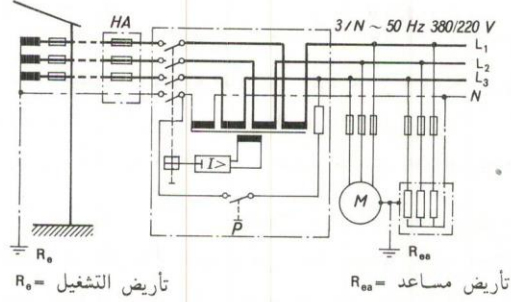 HA
3/N ~ 50 Hz 380/220 V
L₁
L₂
L₃
N
I>
P
M
Rₑ
Rₑₐ
Rₑ = تأريض التشغيل
Rₑₐ = تأريض مساعد